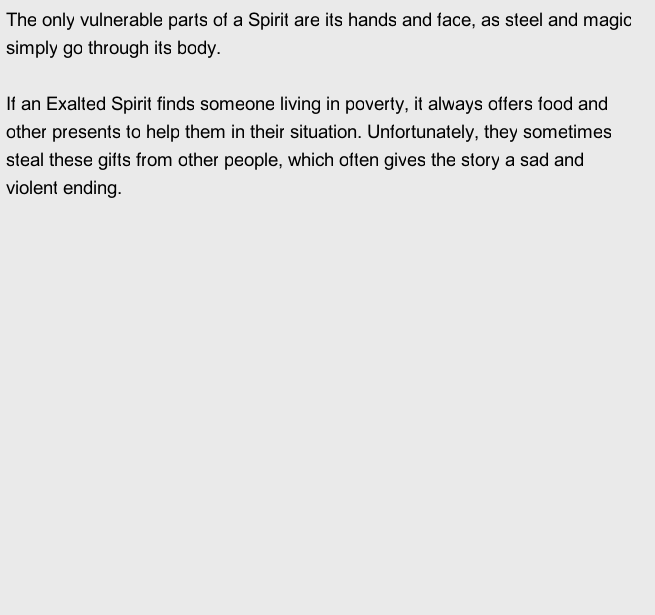 The only vulnerable parts of a Spirit are its hands and face, as steel and magic
simply go through its body.
If an Exalted Spirit finds someone living in poverty, it always offers food and
other presents to help them in their situation. Unfortunately, they sometimes
steal these gifts from other people, which often gives the story a sad and
violent ending.